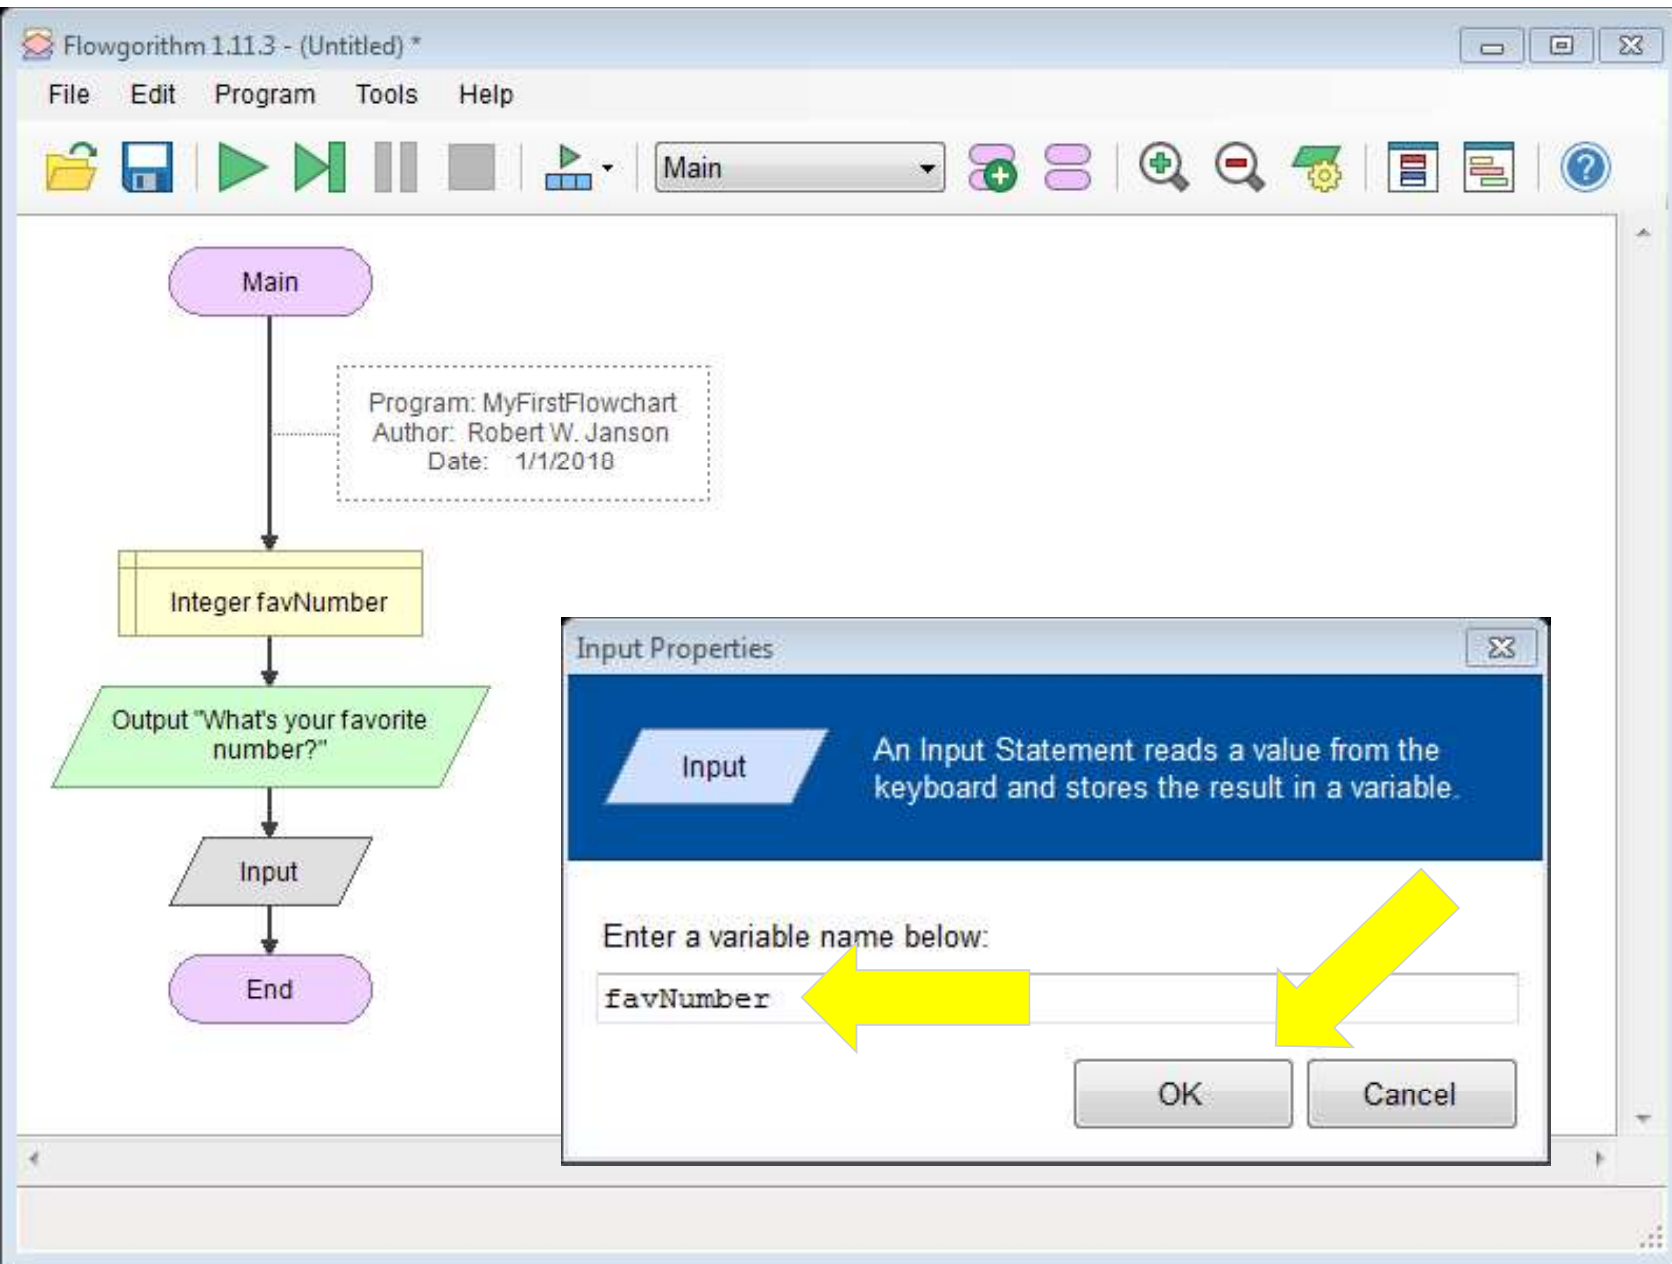 Flowgorithm 1.11.3 - (Untitled) *
File Edit Program Tools Help
Main
Main
Program: MyFirstFlowchart
Author: Robert W. Janson
Date: 1/1/2018
Integer favNumber
Output "What's your favorite
number?"
Input
End
Input Properties
Input
An Input Statement reads a value from the
keyboard and stores the result in a variable.
Enter a variable name below:
favNumber
OK Cancel